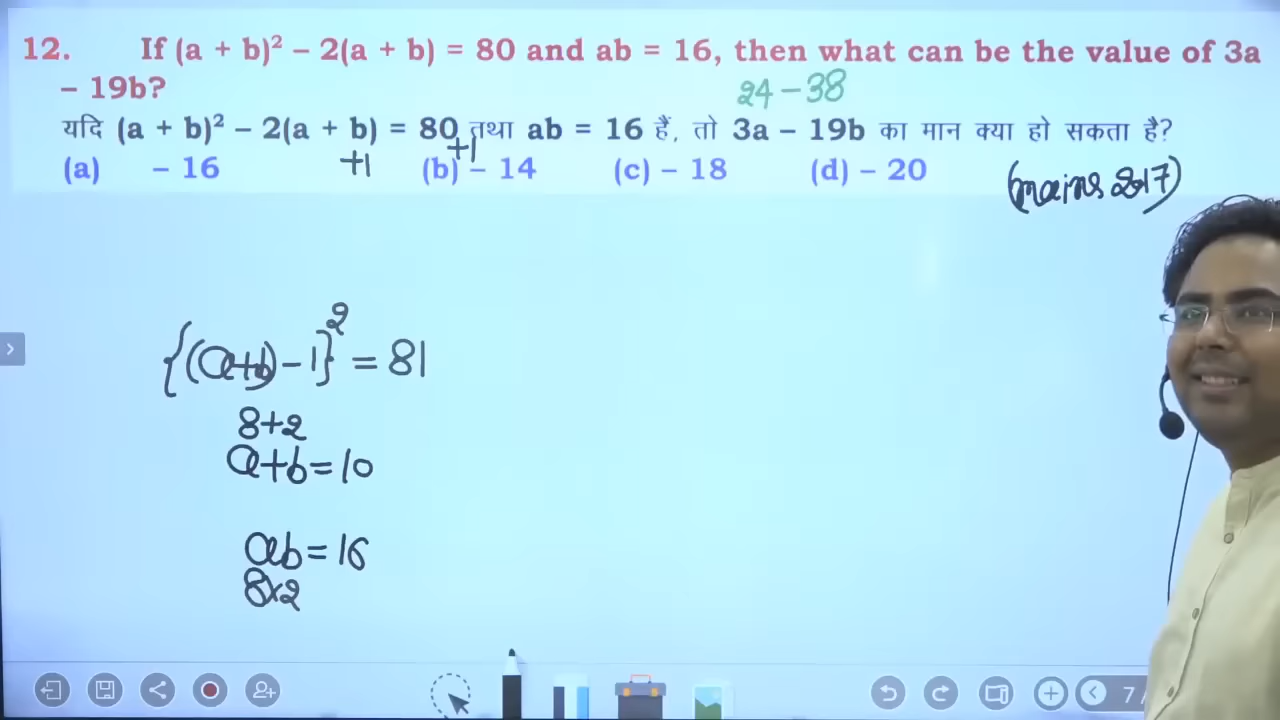 12. If (a + b)² – 2(a + b) = 80 and ab = 16, then what can be the value of 3a
– 19b?
24 – 38
यदि (a + b)² – 2(a + b) = 80 तथा ab = 16 हैं, तो 3a – 19b का मान क्या हो सकता है?
+1 +1
(a) – 16 (b) – 14 (c) – 18 (d) – 20
(mains 2017)
{(a+b) – 1}² = 81
8+2
a+b = 10
ab = 16
8×2
7/